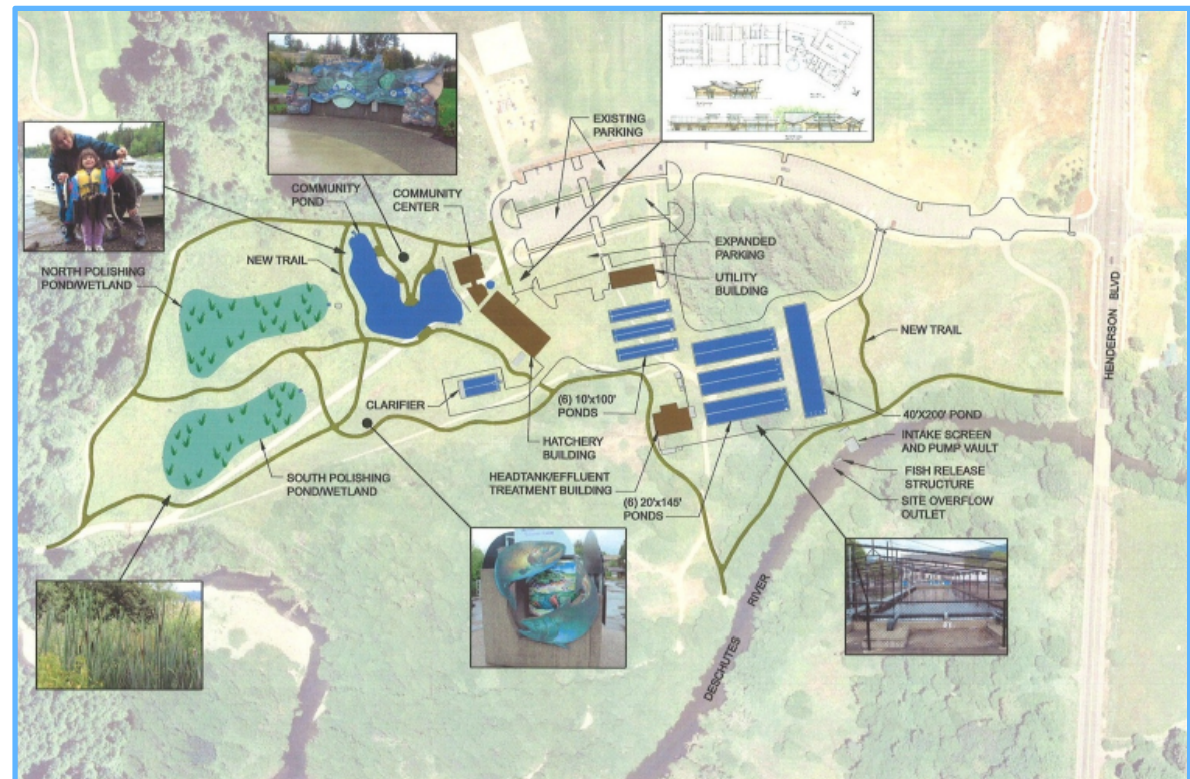 EXISTING
PARKING
COMMUNITY
POND
COMMUNITY
CENTER
NEW TRAIL
NORTH POLISHING
POND/WETLAND
EXPANDED
PARKING
UTILITY
BUILDING
NEW TRAIL
HENDERSON BLVD
CLARIFIER
(6) 10'x100'
PONDS
40'X200' POND
HATCHERY
BUILDING
INTAKE SCREEN
AND PUMP VAULT
SOUTH POLISHING
POND/WETLAND
HEADTANK/EFFLUENT
TREATMENT BUILDING
FISH RELEASE
STRUCTURE
(6) 20'x145'
PONDS
SITE OVERFLOW
OUTLET
DESCHUTES RIVER